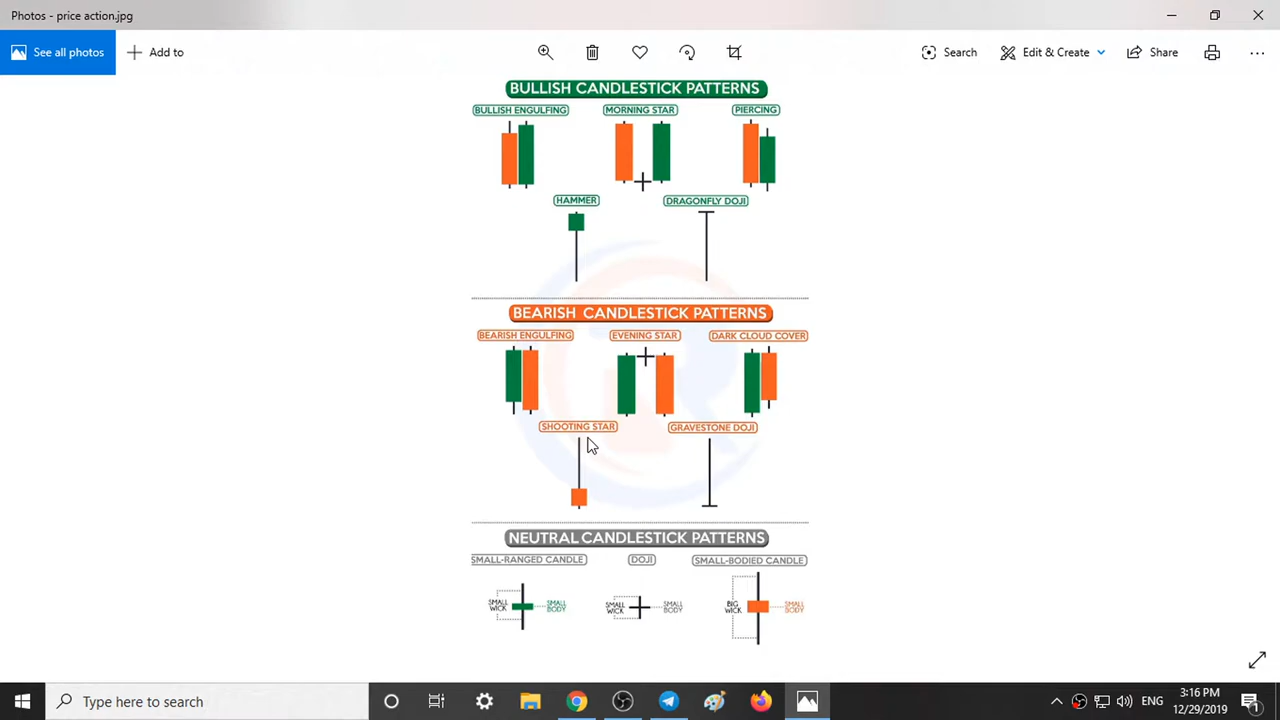 Photos - price action.jpg
See all photos
Add to
Search
Edit & Create
Share
BULLISH CANDLESTICK PATTERNS
BULLISH ENGULFING
MORNING STAR
PIERCING
HAMMER
DRAGONFLY DOJI
BEARISH CANDLESTICK PATTERNS
BEARISH ENGULFING
EVENING STAR
DARK CLOUD COVER
SHOOTING STAR
GRAVESTONE DOJI
NEUTRAL CANDLESTICK PATTERNS
SMALL-RANGED CANDLE
DOJI
SMALL-BODIED CANDLE
SMALL
WICK
SMALL
BODY
SMALL
WICK
SMALL
BODY
BIG
WICK
SMALL
BODY
Type here to search
ENG
3:16 PM
12/29/2019
1